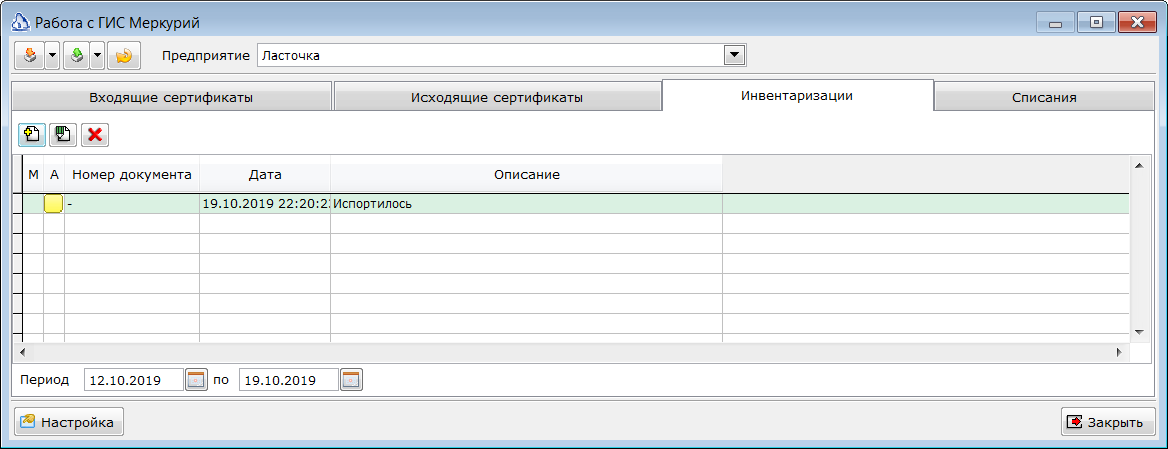 Работа с ГИС Меркурий
Предприятие Ласточка
Входящие сертификаты Исходящие сертификаты Инвентаризации Списания
М А Номер документа Дата Описание
- 19.10.2019 22:20:2 Испортилось
Период 12.10.2019 по 19.10.2019
Настройка Закрыть